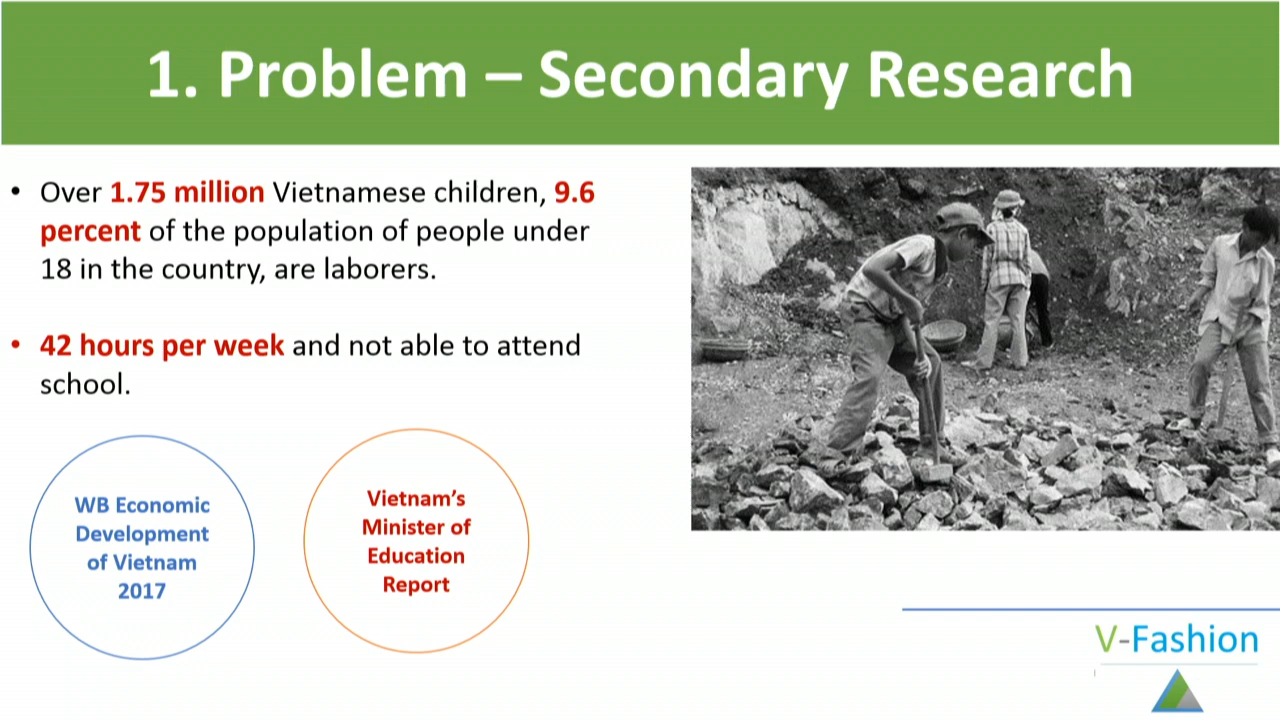 1. Problem – Secondary Research
• Over 1.75 million Vietnamese children, 9.6
percent of the population of people under
18 in the country, are laborers.
• 42 hours per week and not able to attend
school.
WB Economic
Development
of Vietnam
2017
Vietnam’s
Minister of
Education
Report
V-Fashion